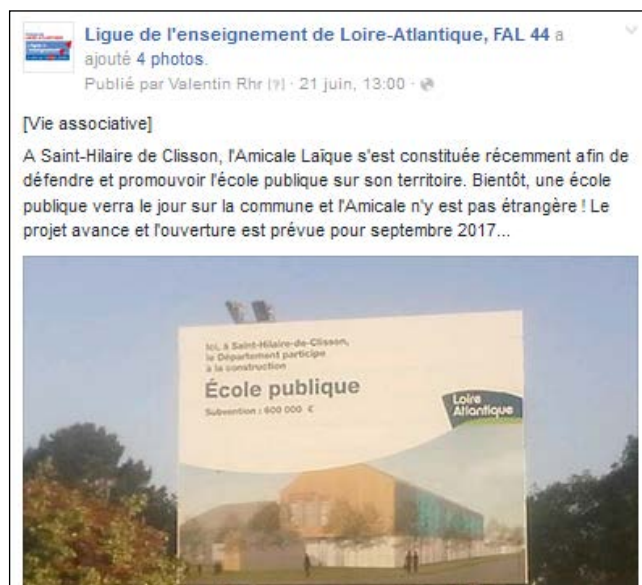 Ligue de l'enseignement de Loire-Atlantique, FAL 44 a
ajouté 4 photos.
Publié par Valentin Rhr [?] · 21 juin, 13:00 ·
[Vie associative]
A Saint-Hilaire de Clisson, l'Amicale Laïque s'est constituée récemment afin de
défendre et promouvoir l'école publique sur son territoire. Bientôt, une école
publique verra le jour sur la commune et l'Amicale n'y est pas étrangère ! Le
projet avance et l'ouverture est prévue pour septembre 2017...
Ici, à Saint-Hilaire-de-Clisson,
le Département participe
à la construction
École publique
Subvention : 600 000 €
Loire
Atlantique